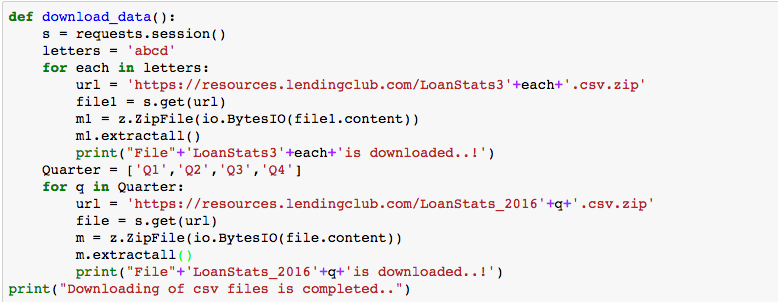 def download_data():
    s = requests.session()
    letters = 'abcd'
    for each in letters:
        url = 'https://resources.lendingclub.com/LoanStats3'+each+'.csv.zip'
        file1 = s.get(url)
        m1 = z.ZipFile(io.BytesIO(file1.content))
        m1.extractall()
        print("File"+'LoanStats3'+each+'is downloaded..!')
    Quarter = ['Q1','Q2','Q3','Q4']
    for q in Quarter:
        url = 'https://resources.lendingclub.com/LoanStats_2016'+q+'.csv.zip'
        file = s.get(url)
        m = z.ZipFile(io.BytesIO(file.content))
        m.extractall()
        print("File"+'LoanStats_2016'+q+'is downloaded..!')
print("Downloading of csv files is completed..")